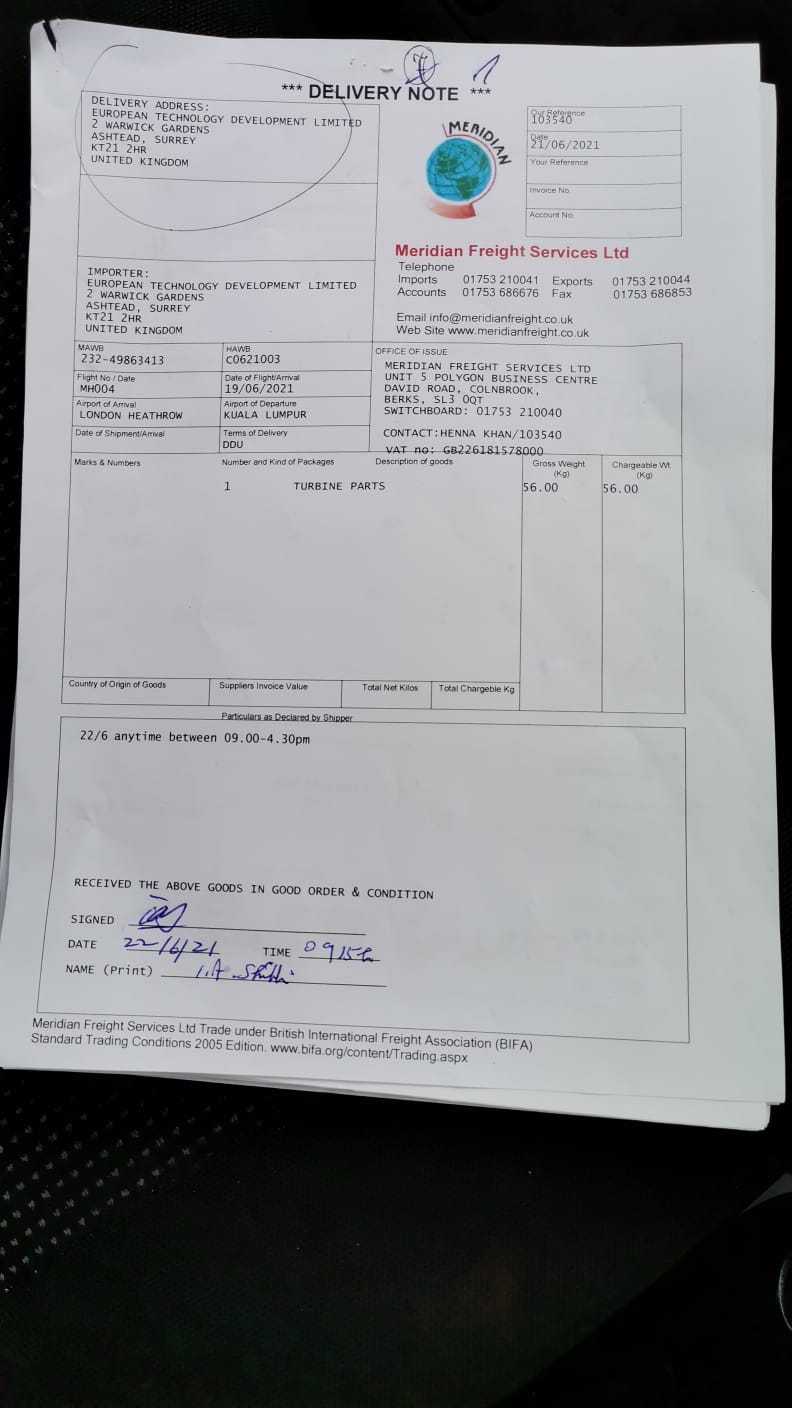 *** DELIVERY NOTE ***
DELIVERY ADDRESS:
EUROPEAN TECHNOLOGY DEVELOPMENT LIMITED
2 WARWICK GARDENS
ASHTEAD, SURREY
KT21 2HR
UNITED KINGDOM
Our Reference
103540
Date
21/06/2021
Your Reference
Invoice No.
Account No.
MERIDIAN
Meridian Freight Services Ltd
Telephone
Imports 01753 210041 Exports 01753 210044
Accounts 01753 686676 Fax 01753 686853
Email info@meridianfreight.co.uk
Web Site www.meridianfreight.co.uk
IMPORTER:
EUROPEAN TECHNOLOGY DEVELOPMENT LIMITED
2 WARWICK GARDENS
ASHTEAD, SURREY
KT21 2HR
UNITED KINGDOM
MAWB
232-49863413
HAWB
C0621003
Flight No / Date
MH004
Date of Flight/Arrival
19/06/2021
Airport of Arrival
LONDON HEATHROW
Airport of Departure
KUALA LUMPUR
Date of Shipment/Arrival
Terms of Delivery
DDU
OFFICE OF ISSUE
MERIDIAN FREIGHT SERVICES LTD
UNIT 5 POLYGON BUSINESS CENTRE
DAVID ROAD, COLNBROOK,
BERKS, SL3 0QT
SWITCHBOARD: 01753 210040
CONTACT:HENNA KHAN/103540
VAT no: GB226181578000
Marks & Numbers Number and Kind of Packages Description of goods Gross Weight (Kg) Chargeable Wt (Kg)
1 TURBINE PARTS 56.00 56.00
Country of Origin of Goods Suppliers Invoice Value Total Net Kilos Total Chargeble Kg
Particulars as Declared by Shipper
22/6 anytime between 09.00-4.30pm
RECEIVED THE ABOVE GOODS IN GOOD ORDER & CONDITION
SIGNED
DATE 22/6/21 TIME 0915h
NAME (Print)
Meridian Freight Services Ltd Trade under British International Freight Association (BIFA)
Standard Trading Conditions 2005 Edition. www.bifa.org/content/Trading.aspx